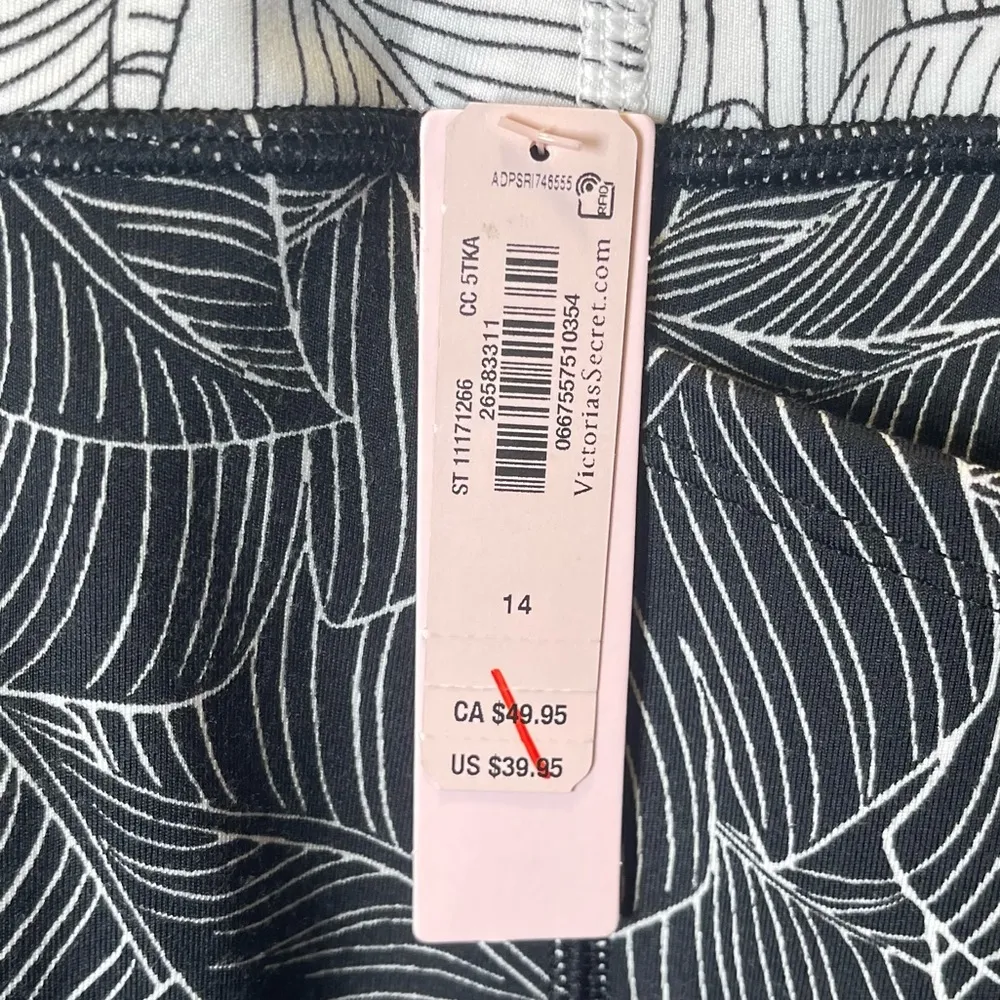 ADPSRI746555
RFID
ST 11171266 CC 5TKA
26583311
0667557510354
VictoriasSecret.com
14
CA $49.95
US $39.95